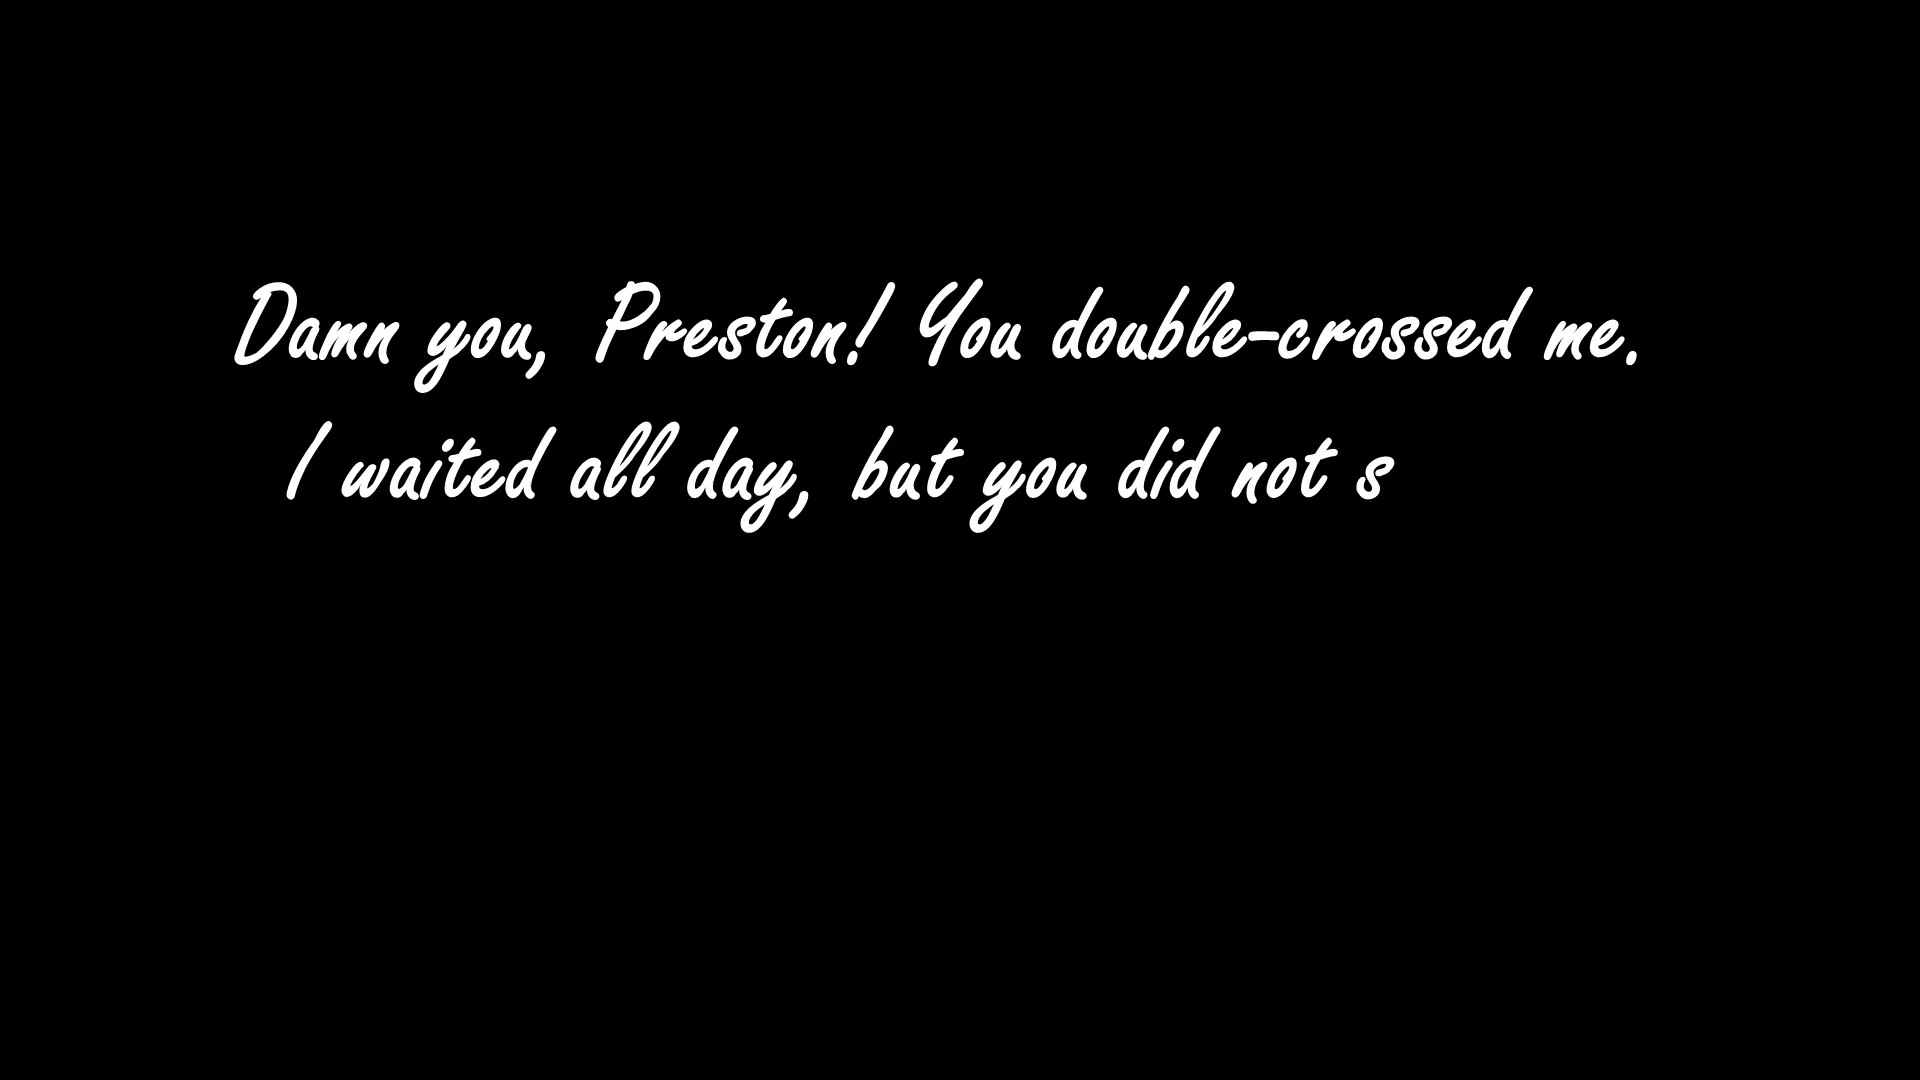 Damn you, Preston! You double-crossed me.
I waited all day, but you did not s